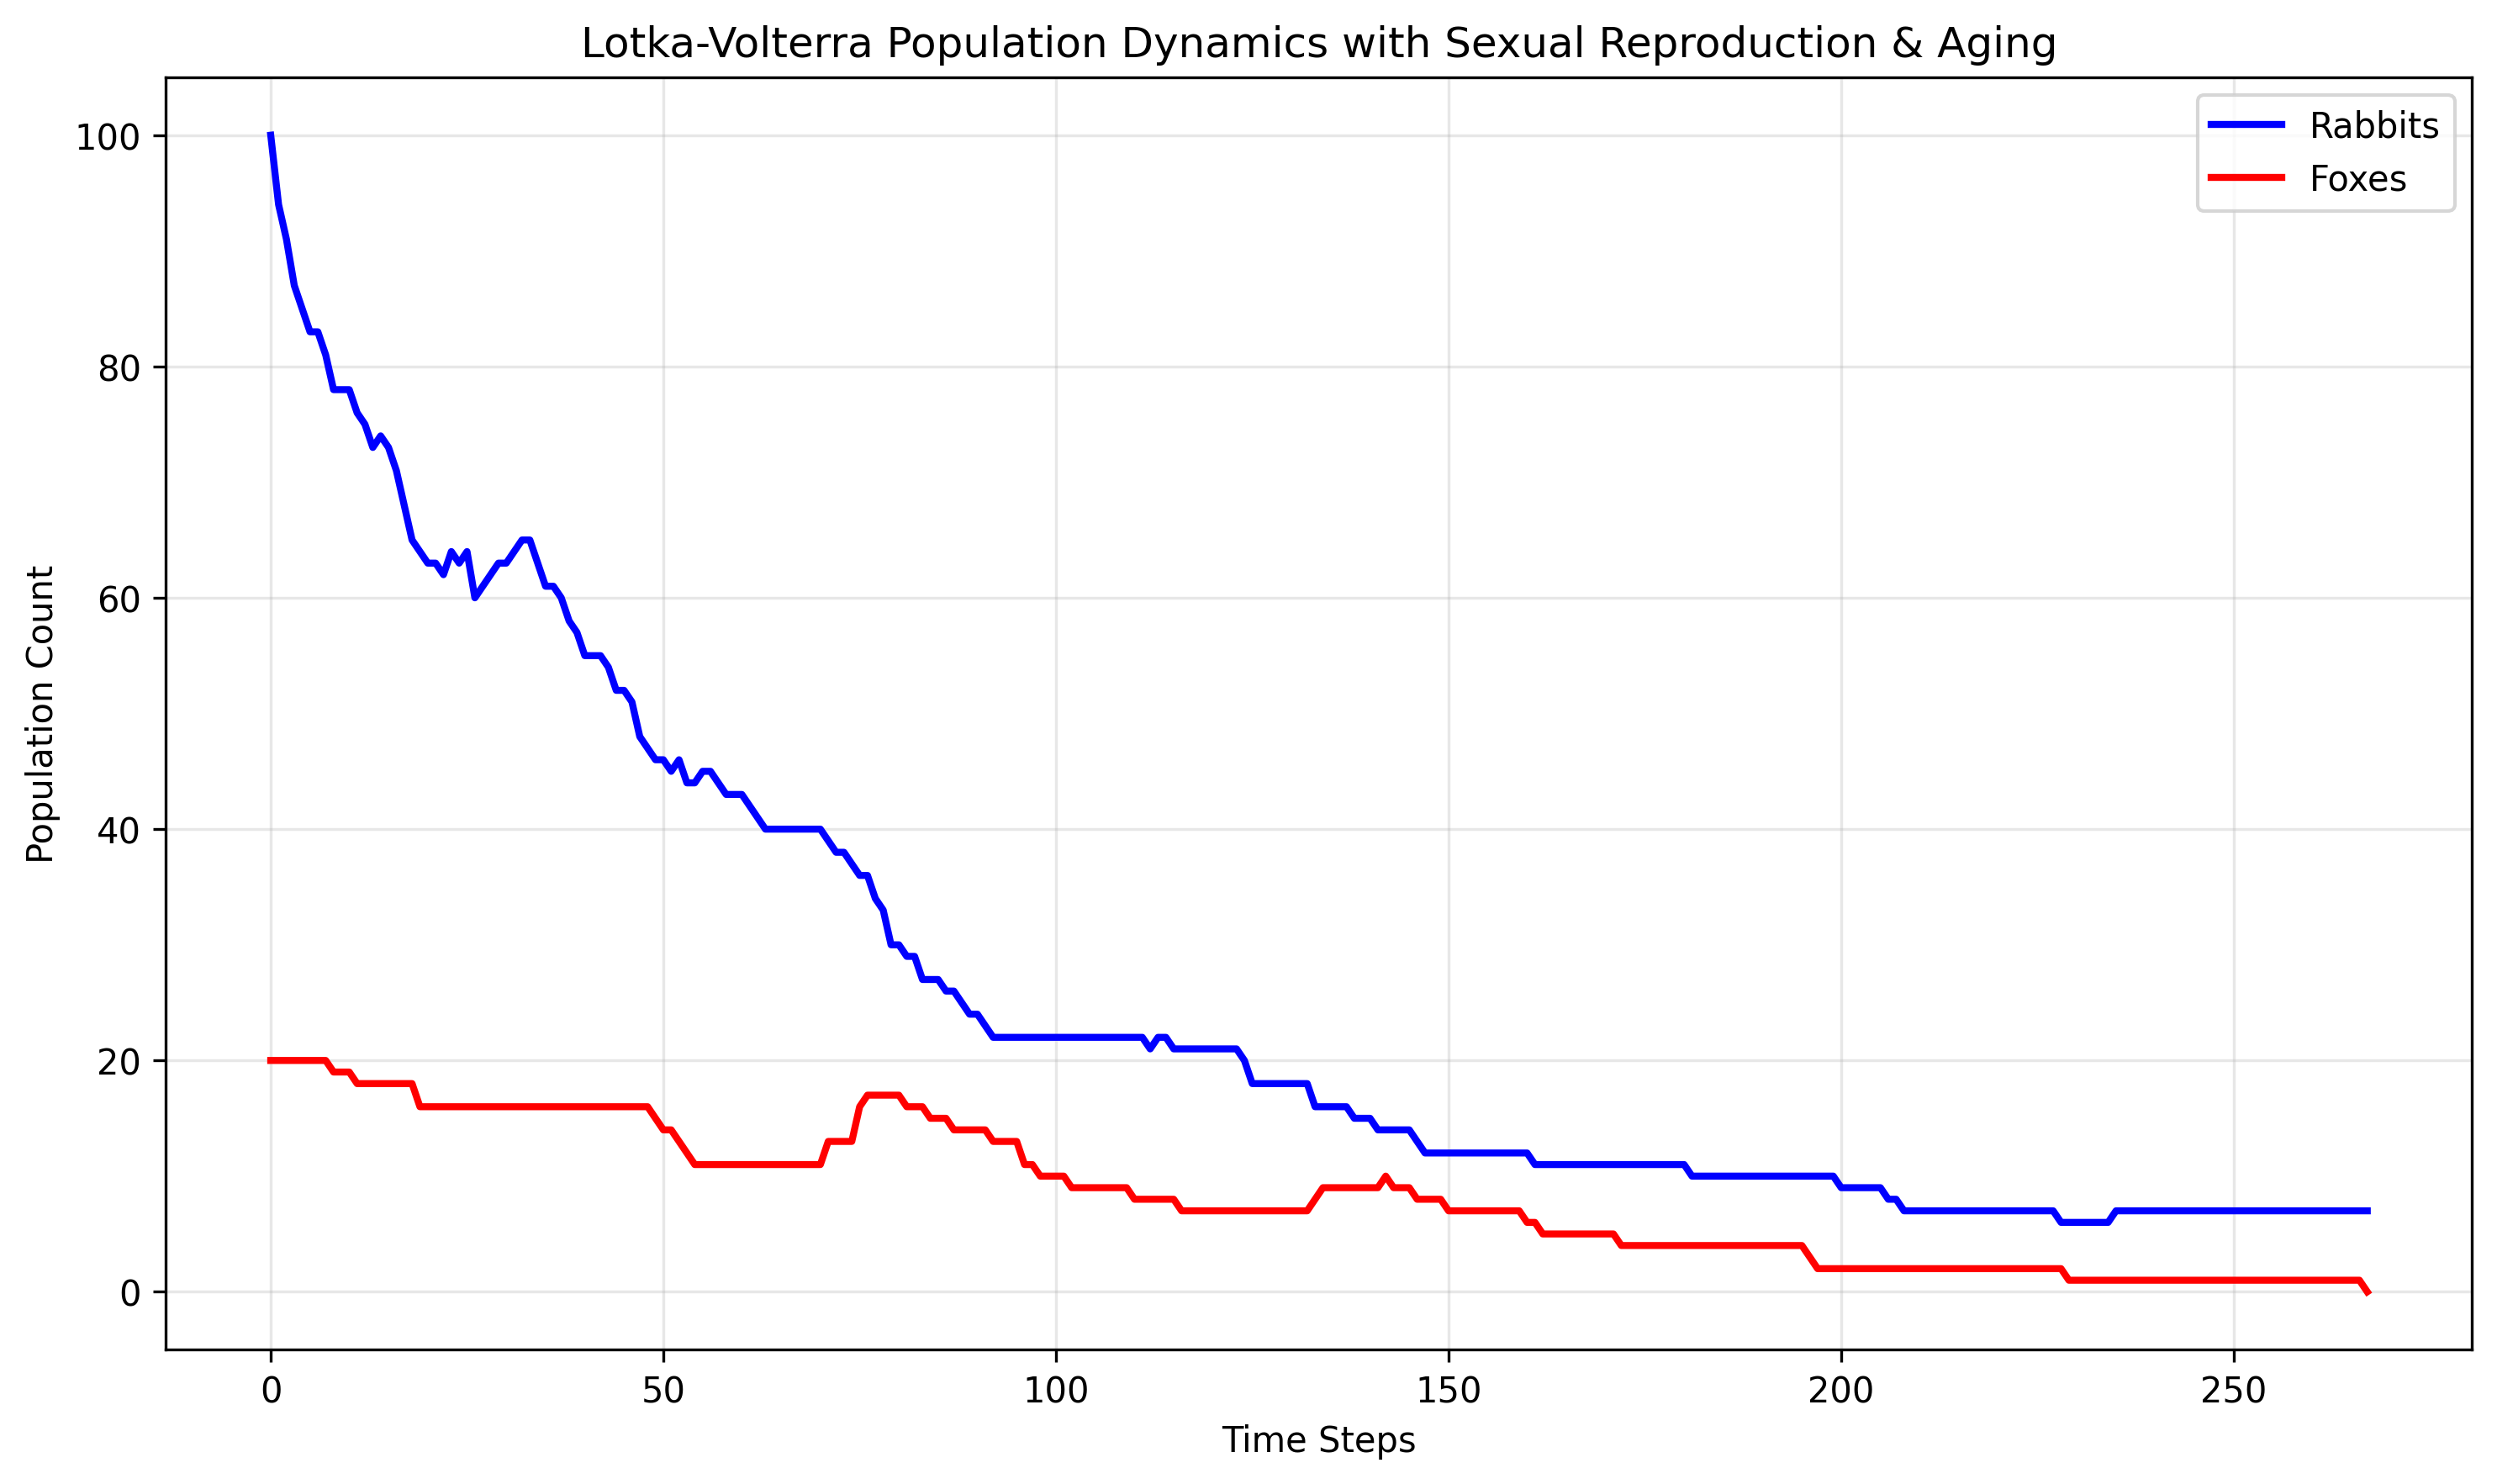 Lotka-Volterra Population Dynamics with Sexual Reproduction & Aging
Rabbits
Foxes
Population Count
100
80
60
40
20
0
0 50 100 150 200 250
Time Steps